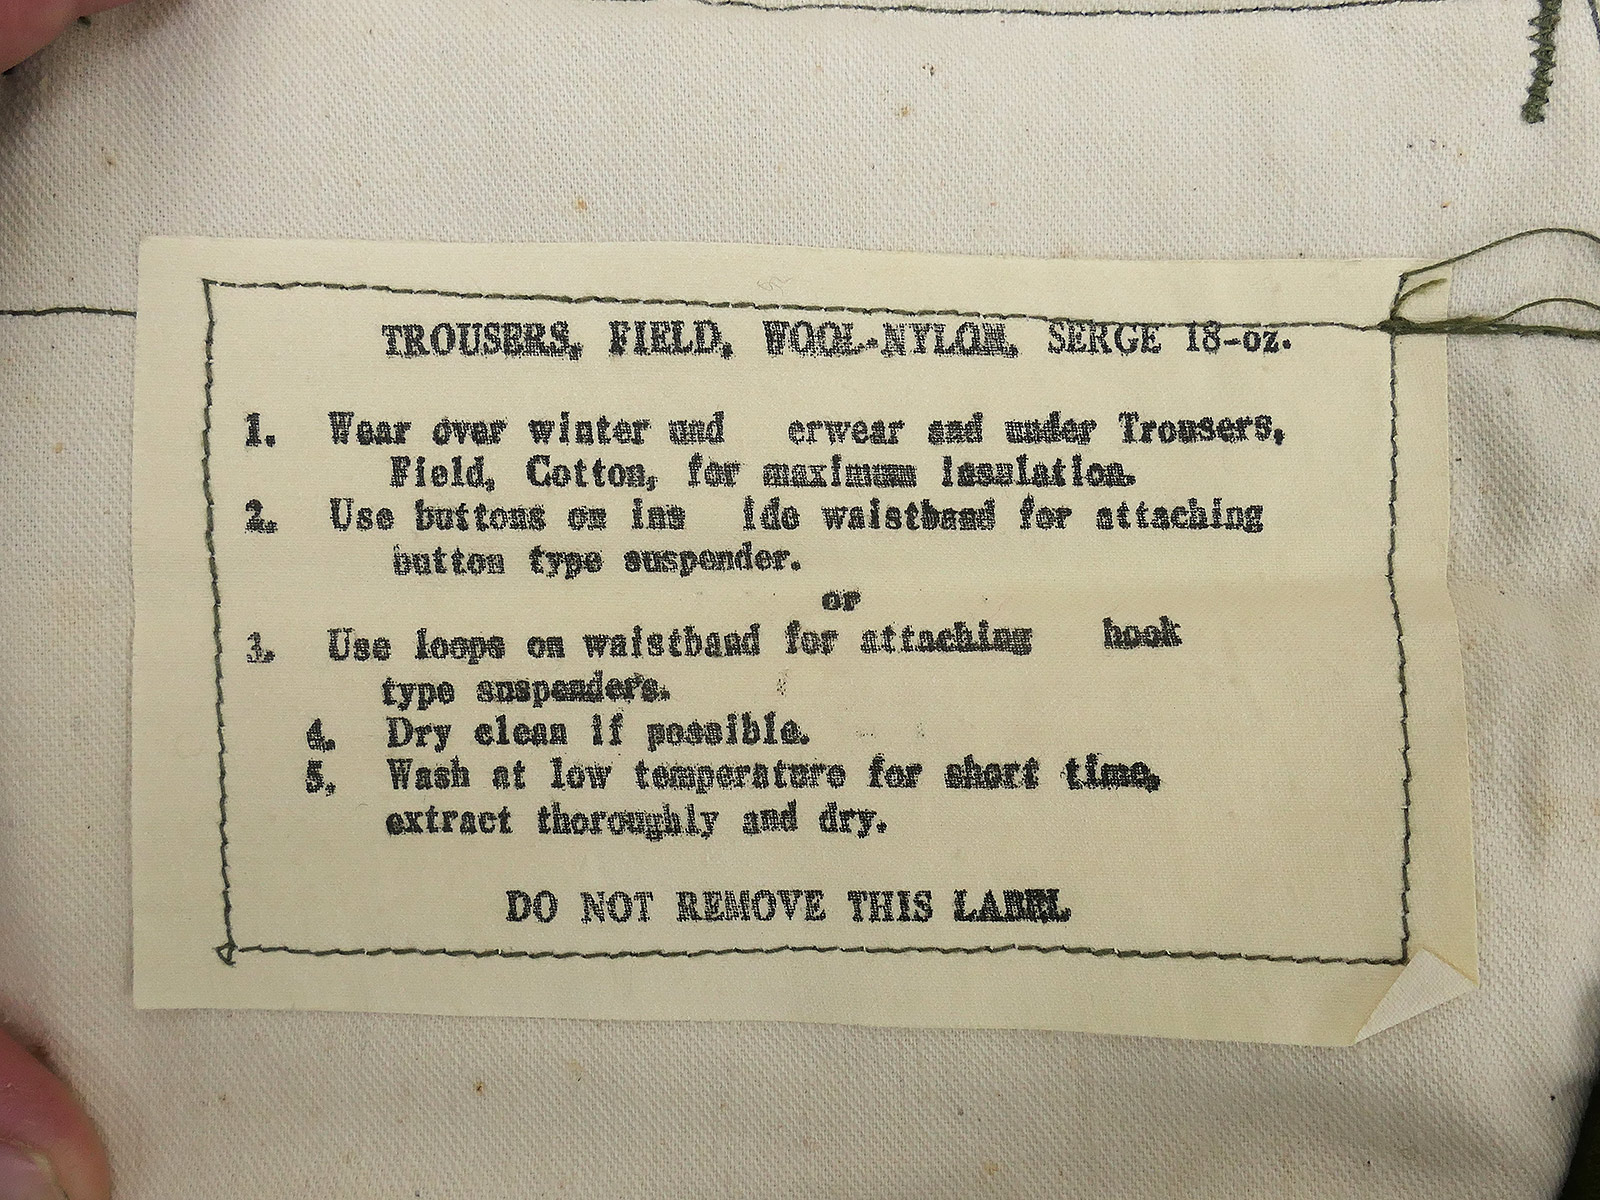 TROUSERS, FIELD, WOOL-NYLON, SERGE 18-oz.
1. Wear over winter und erwear and under Trousers,
Field, Cotton, for maximum insulation.
2. Use buttons on ins ide waistband for attaching
button type suspender.
or
3. Use loops on waistband for attaching hook
type suspenders.
4. Dry clean if possible.
5. Wash at low temperature for short time,
extract thoroughly and dry.
DO NOT REMOVE THIS LABEL